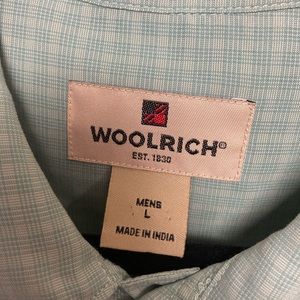 WOOLRICH®
EST. 1830
MENS
L
MADE IN INDIA